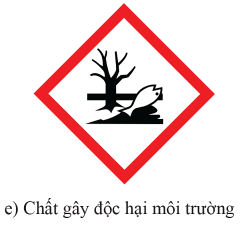 e) Chất gây độc hại môi trường